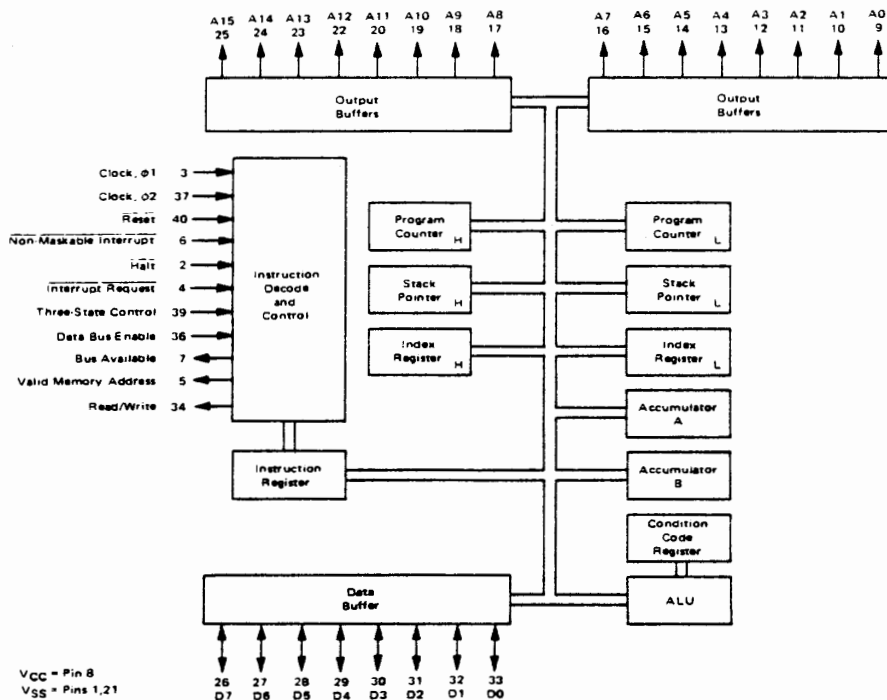 A15 A14 A13 A12 A11 A10 A9 A8 A7 A6 A5 A4 A3 A2 A1 A0
25 24 23 22 20 19 18 17 16 15 14 13 12 11 10 9
Output
Buffers
Output
Buffers
Clock, φ1 3
Clock, φ2 37
Reset 40
Non-Maskable Interrupt 6
Halt 2
Interrupt Request 4
Three-State Control 39
Data Bus Enable 36
Bus Available 7
Valid Memory Address 5
Read/Write 34
Instruction
Decode
and
Control
Program
Counter
H
Program
Counter
L
Stack
Pointer
H
Stack
Pointer
L
Index
Register
H
Index
Register
L
Accumulator
A
Instruction
Register
Accumulator
B
Condition
Code
Register
Data
Buffer
ALU
26 27 28 29 30 31 32 33
D7 D6 D5 D4 D3 D2 D1 D0
VCC = Pin 8
VSS = Pins 1,21